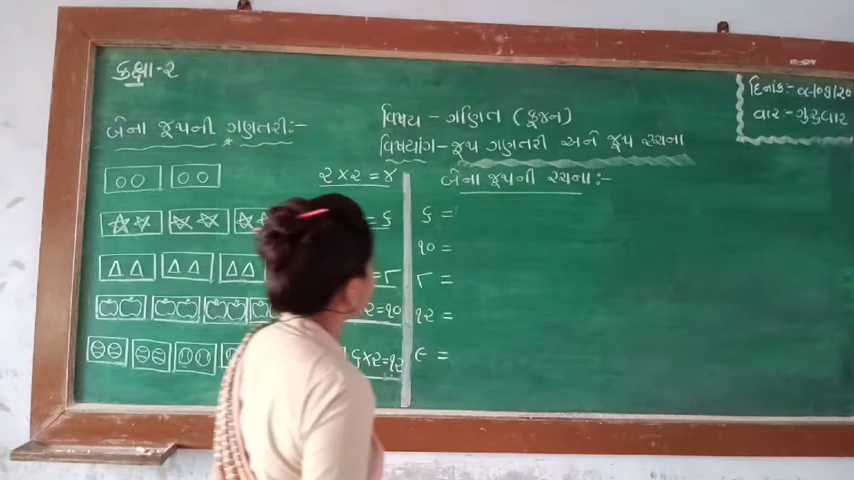 કક્ષા-૨
દિનાંક:-
વાર:-ગુરુવાર
વિષય - ગણિત (કૂજન)
વિષયાંગ-જૂથ ગણતરી અને જૂથ રચના
બેના જૂથની ગણતરી:-
૨×૨=૪
=૬
=૮
૨=૧૦
૬×૨=૧૨
બેના જૂથની રચના:-
૬ =
૧૦ =
૮ =
૧૨ =
૯ =